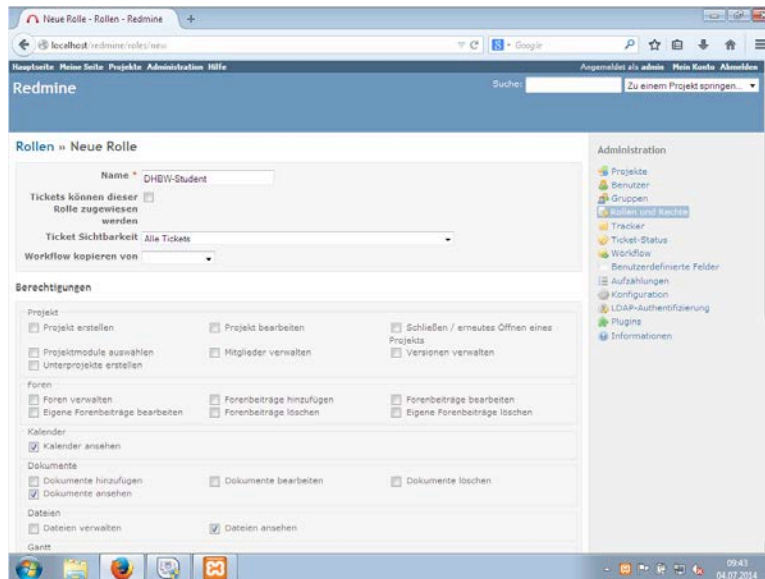 Neue Rolle - Rollen - Redmine
localhost/redmine/roles/new
Google
Hauptseite Meine Seite Projekte Administration Hilfe
Angemeldet als admin Mein Konto Abmelden
Redmine
Suche:
Zu einem Projekt springen...
Rollen » Neue Rolle
Name * DHBW-Student
Tickets können dieser
Rolle zugewiesen
werden
Ticket Sichtbarkeit Alle Tickets
Workflow kopieren von
Berechtigungen
Projekt
Projekt erstellen
Projekt bearbeiten
Schließen / erneutes Öffnen eines
Projekts
Projektmodule auswählen
Mitglieder verwalten
Versionen verwalten
Unterprojekte erstellen
Foren
Foren verwalten
Forenbeiträge hinzufügen
Forenbeiträge bearbeiten
Eigene Forenbeiträge bearbeiten
Forenbeiträge löschen
Eigene Forenbeiträge löschen
Kalender
Kalender ansehen
Dokumente
Dokumente hinzufügen
Dokumente bearbeiten
Dokumente löschen
Dokumente ansehen
Dateien
Dateien verwalten
Dateien ansehen
Gantt
Administration
Projekte
Benutzer
Gruppen
Rollen und Rechte
Tracker
Ticket-Status
Workflow
Benutzerdefinierte Felder
Aufzählungen
Konfiguration
LDAP-Authentifizierung
Plugins
Informationen
09:43
04.07.2014